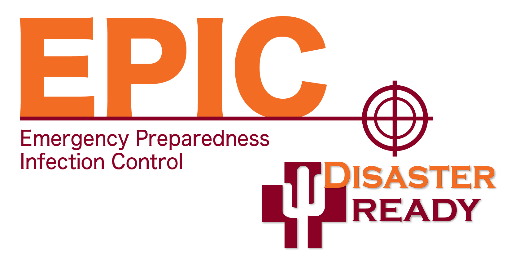 EPIC
Emergency Preparedness
Infection Control
DISASTER
READY